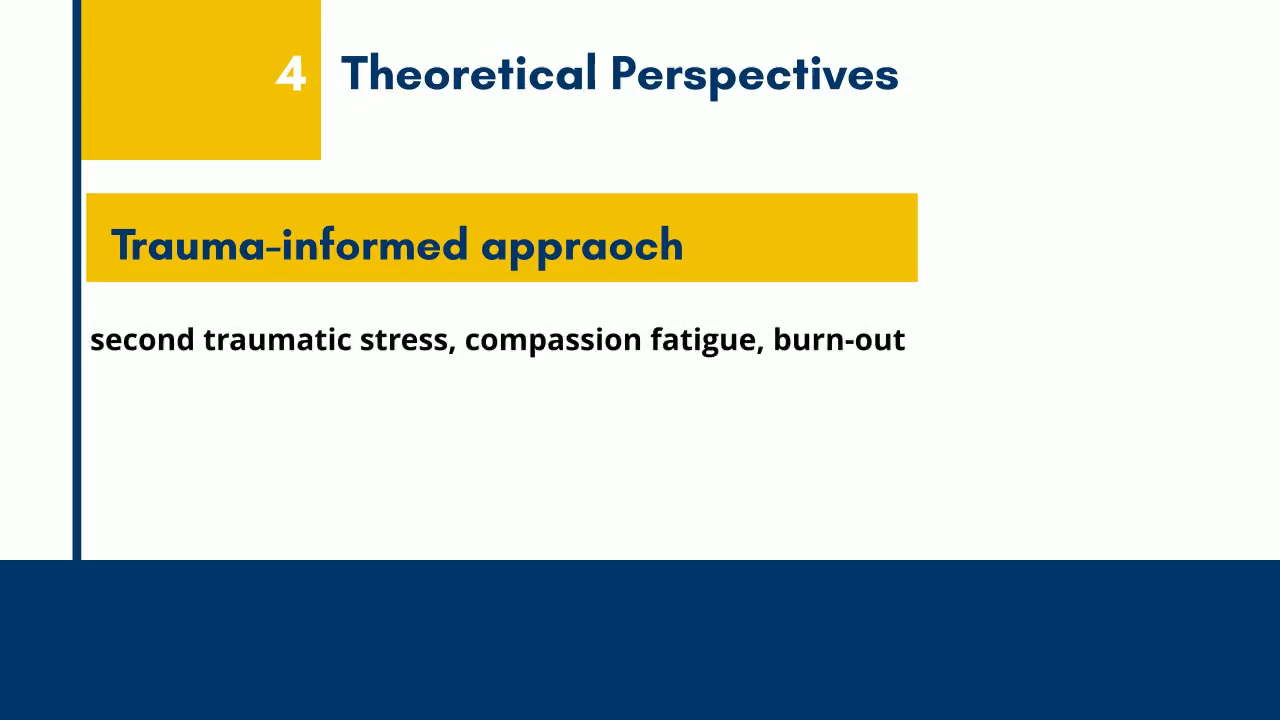 4 Theoretical Perspectives
Trauma-informed appraoch
second traumatic stress, compassion fatigue, burn-out